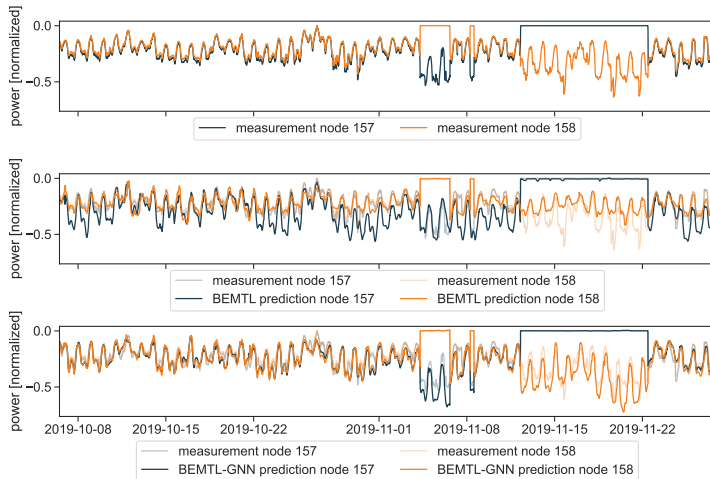 power [normalized]
0.0
−0.5
measurement node 157 measurement node 158
power [normalized]
0.0
−0.5
measurement node 157 measurement node 158
BEMTL prediction node 157 BEMTL prediction node 158
power [normalized]
0.0
−0.5
2019-10-08 2019-10-15 2019-10-22 2019-11-01 2019-11-08 2019-11-15 2019-11-22
measurement node 157 measurement node 158
BEMTL-GNN prediction node 157 BEMTL-GNN prediction node 158